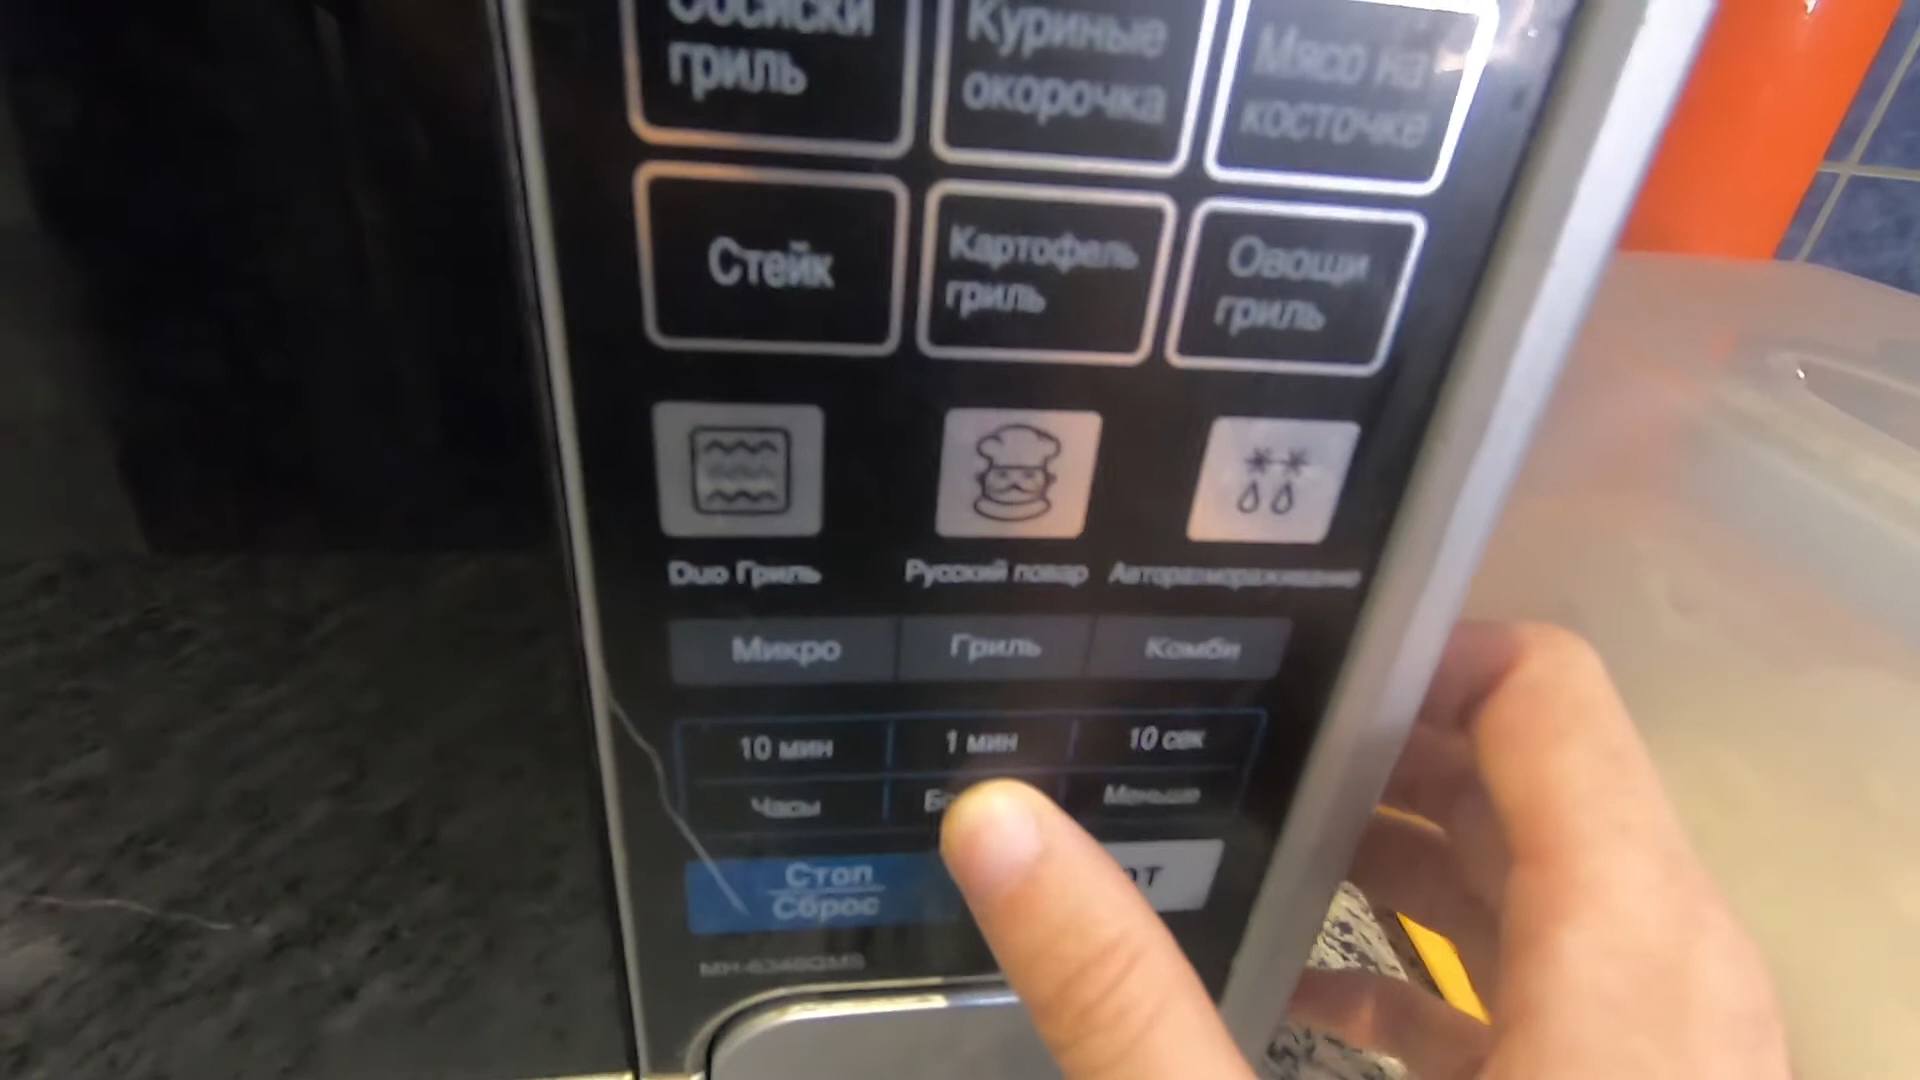 Сосиски
гриль
Куриные
окорочка
Мясо на
косточке
Стейк
Картофель
гриль
Овощи
гриль
Duo Гриль
Русский повар
Авторазмораживание
Микро
Гриль
Комби
10 мин
1 мин
10 сек
Часы
Меньше
Стоп
Сброс